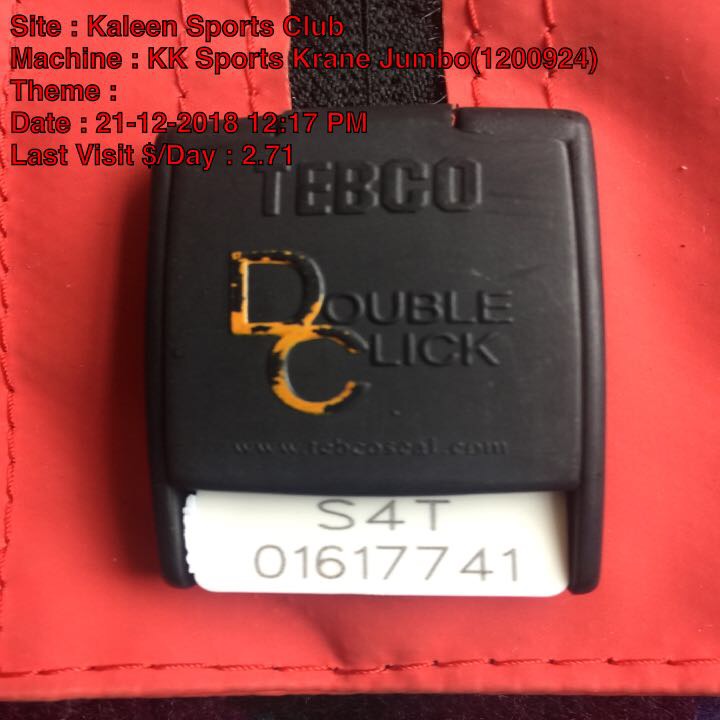 Site : Kaleen Sports Club
Machine : KK Sports Krane Jumbo(1200924)
Theme :
Date : 21-12-2018 12:17 PM
Last Visit $/Day : 2.71
TEBCO
DOUBLE
CLICK
www.tebcoseal.com
S4T
01617741